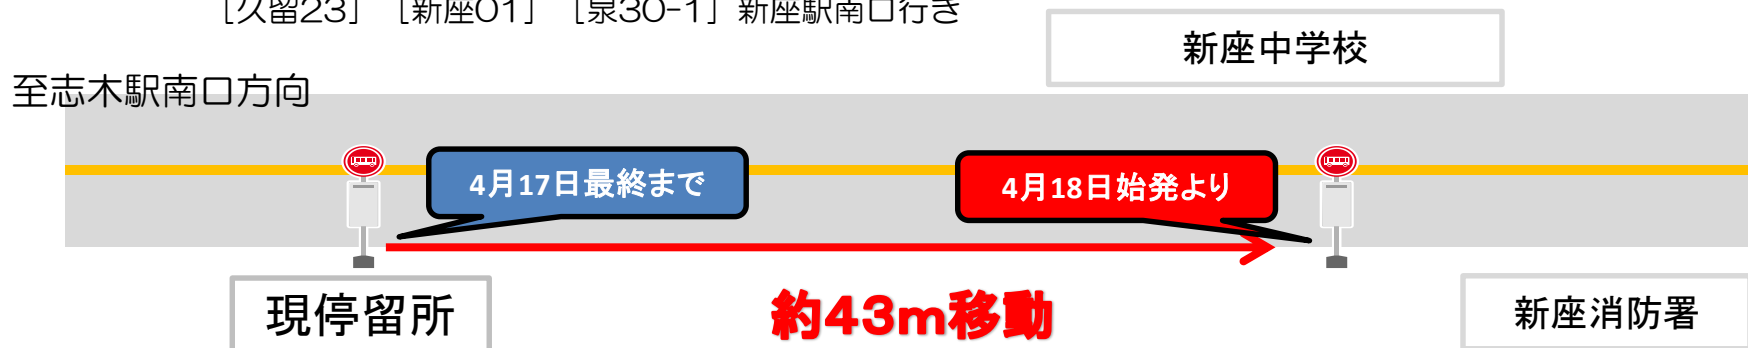 ［久留23］［新座01］［泉30-1］新座駅南口行き
新座中学校
至志木駅南口方向
4月17日最終まで
4月18日始発より
現停留所
約43m移動
新座消防署